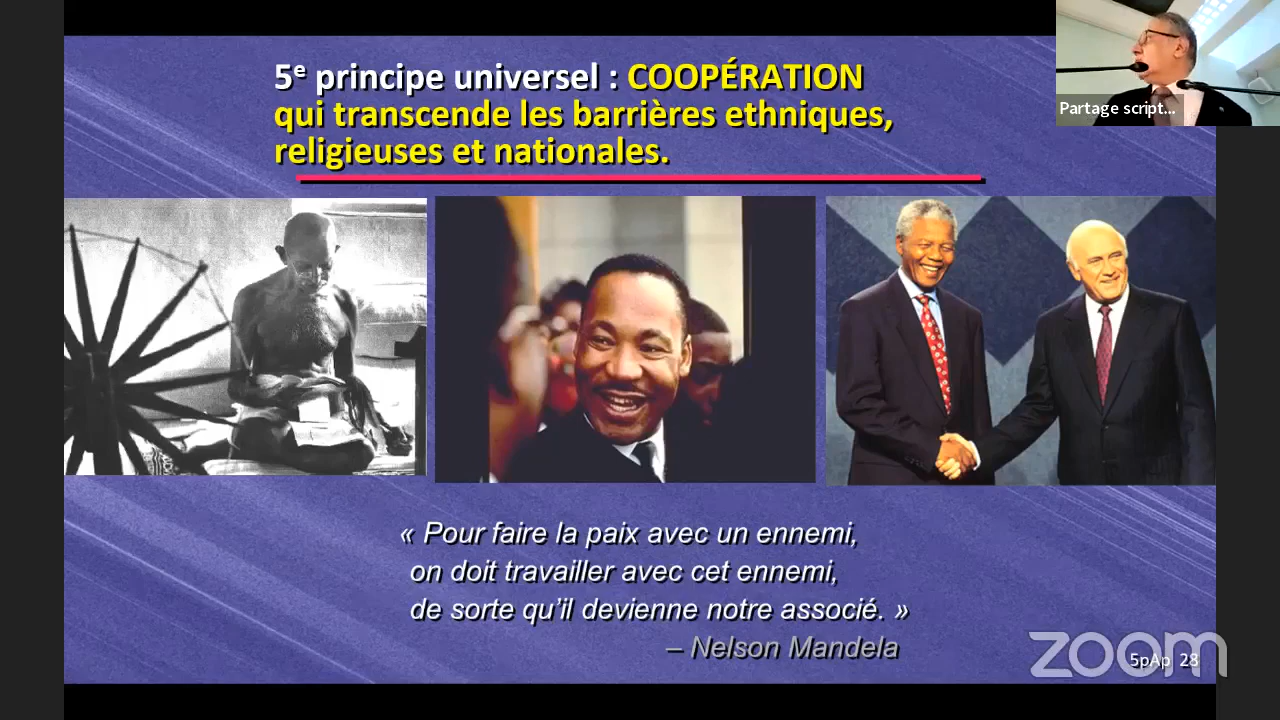 5e principe universel : COOPÉRATION
qui transcende les barrières ethniques,
religieuses et nationales.
Partage script...
« Pour faire la paix avec un ennemi,
on doit travailler avec cet ennemi,
de sorte qu'il devienne notre associé. »
– Nelson Mandela
zoom
5pAp 28